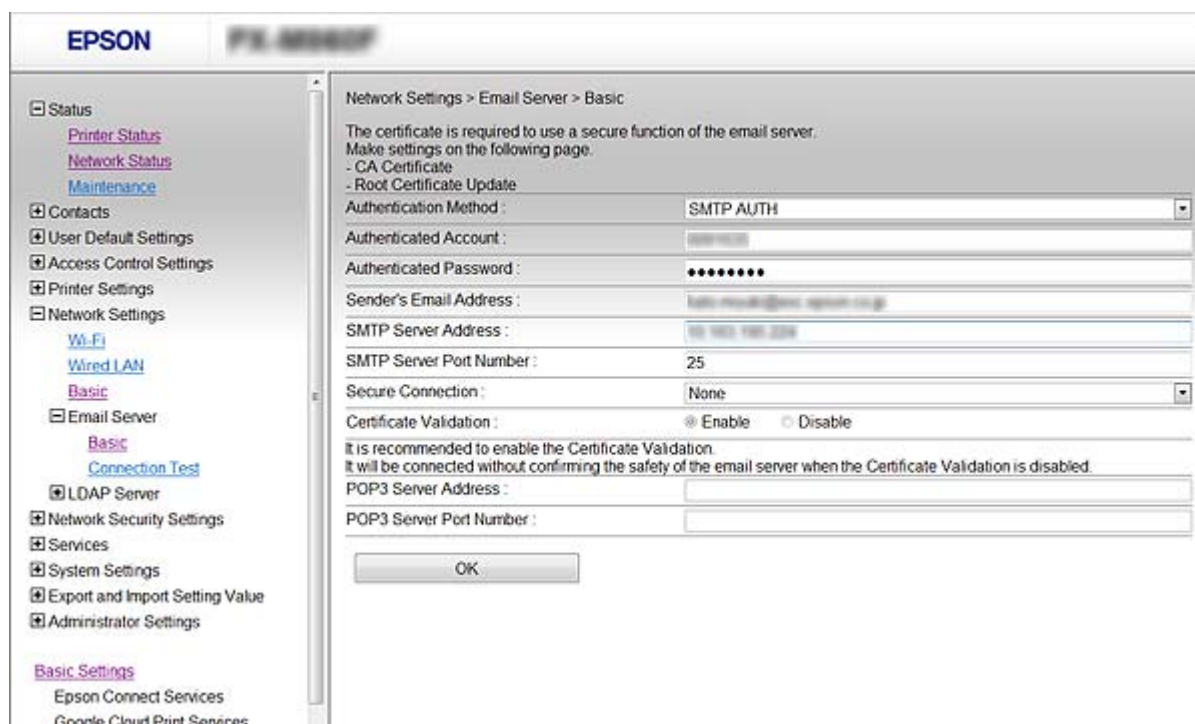 EPSON
Status
Printer Status
Network Status
Maintenance
Contacts
User Default Settings
Access Control Settings
Printer Settings
Network Settings
Wi-Fi
Wired LAN
Basic
Email Server
Basic
Connection Test
LDAP Server
Network Security Settings
Services
System Settings
Export and Import Setting Value
Administrator Settings
Basic Settings
Epson Connect Services
Google Cloud Print Services
Network Settings > Email Server > Basic
The certificate is required to use a secure function of the email server.
Make settings on the following page.
- CA Certificate
- Root Certificate Update
Authentication Method : SMTP AUTH
Authenticated Account :
Authenticated Password : ●●●●●●●●
Sender's Email Address :
SMTP Server Address :
SMTP Server Port Number : 25
Secure Connection : None
Certificate Validation : Enable Disable
It is recommended to enable the Certificate Validation.
It will be connected without confirming the safety of the email server when the Certificate Validation is disabled.
POP3 Server Address :
POP3 Server Port Number :
OK